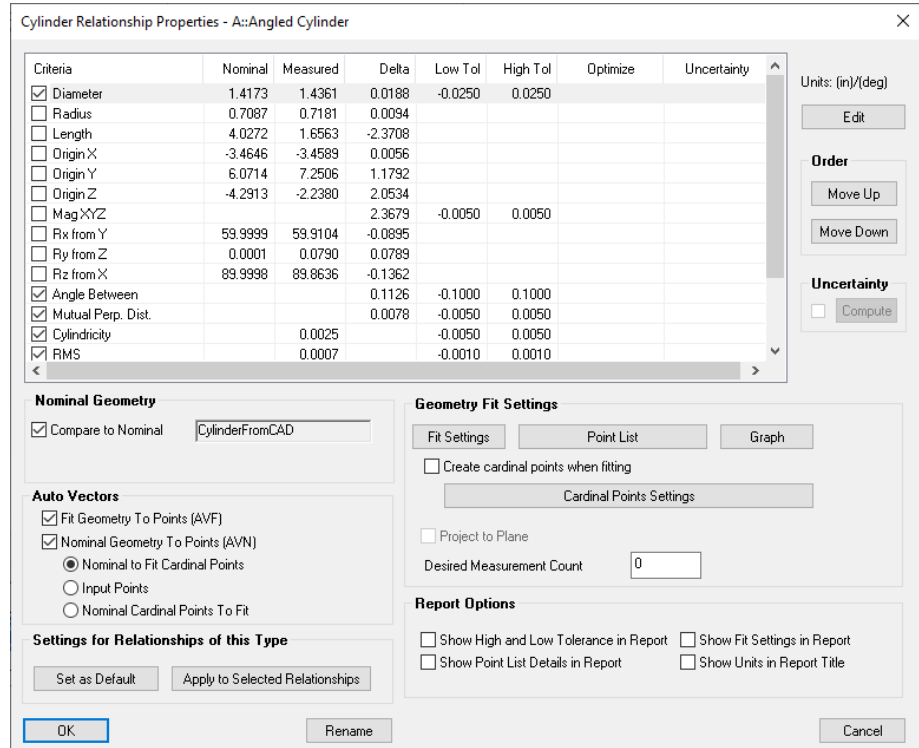 Cylinder Relationship Properties - A::Angled Cylinder
Criteria Nominal Measured Delta Low Tol High Tol Optimize Uncertainty
Diameter 1.4173 1.4361 0.0188 -0.0250 0.0250
Radius 0.7087 0.7181 0.0094
Length 4.0272 1.6563 -2.3708
Origin X -3.4646 -3.4589 0.0056
Origin Y 6.0714 7.2506 1.1792
Origin Z -4.2913 -2.2380 2.0534
Mag XYZ 2.3679 -0.0050 0.0050
Rx from Y 59.9999 59.9104 -0.0895
Ry from Z 0.0001 0.0790 0.0789
Rz from X 89.9998 89.8636 -0.1362
Angle Between 0.1126 -0.1000 0.1000
Mutual Perp. Dist. 0.0078 -0.0050 0.0050
Cylindricity 0.0025 -0.0050 0.0050
RMS 0.0007 -0.0010 0.0010
Units: (in)/(deg)
Edit
Order
Move Up
Move Down
Uncertainty
Compute
Nominal Geometry
Compare to Nominal CylinderFromCAD
Auto Vectors
Fit Geometry To Points (AVF)
Nominal Geometry To Points (AVN)
Nominal to Fit Cardinal Points
Input Points
Nominal Cardinal Points To Fit
Settings for Relationships of this Type
Set as Default Apply to Selected Relationships
Geometry Fit Settings
Fit Settings Point List Graph
Create cardinal points when fitting
Cardinal Points Settings
Project to Plane
Desired Measurement Count 0
Report Options
Show High and Low Tolerance in Report Show Fit Settings in Report
Show Point List Details in Report Show Units in Report Title
OK Rename Cancel